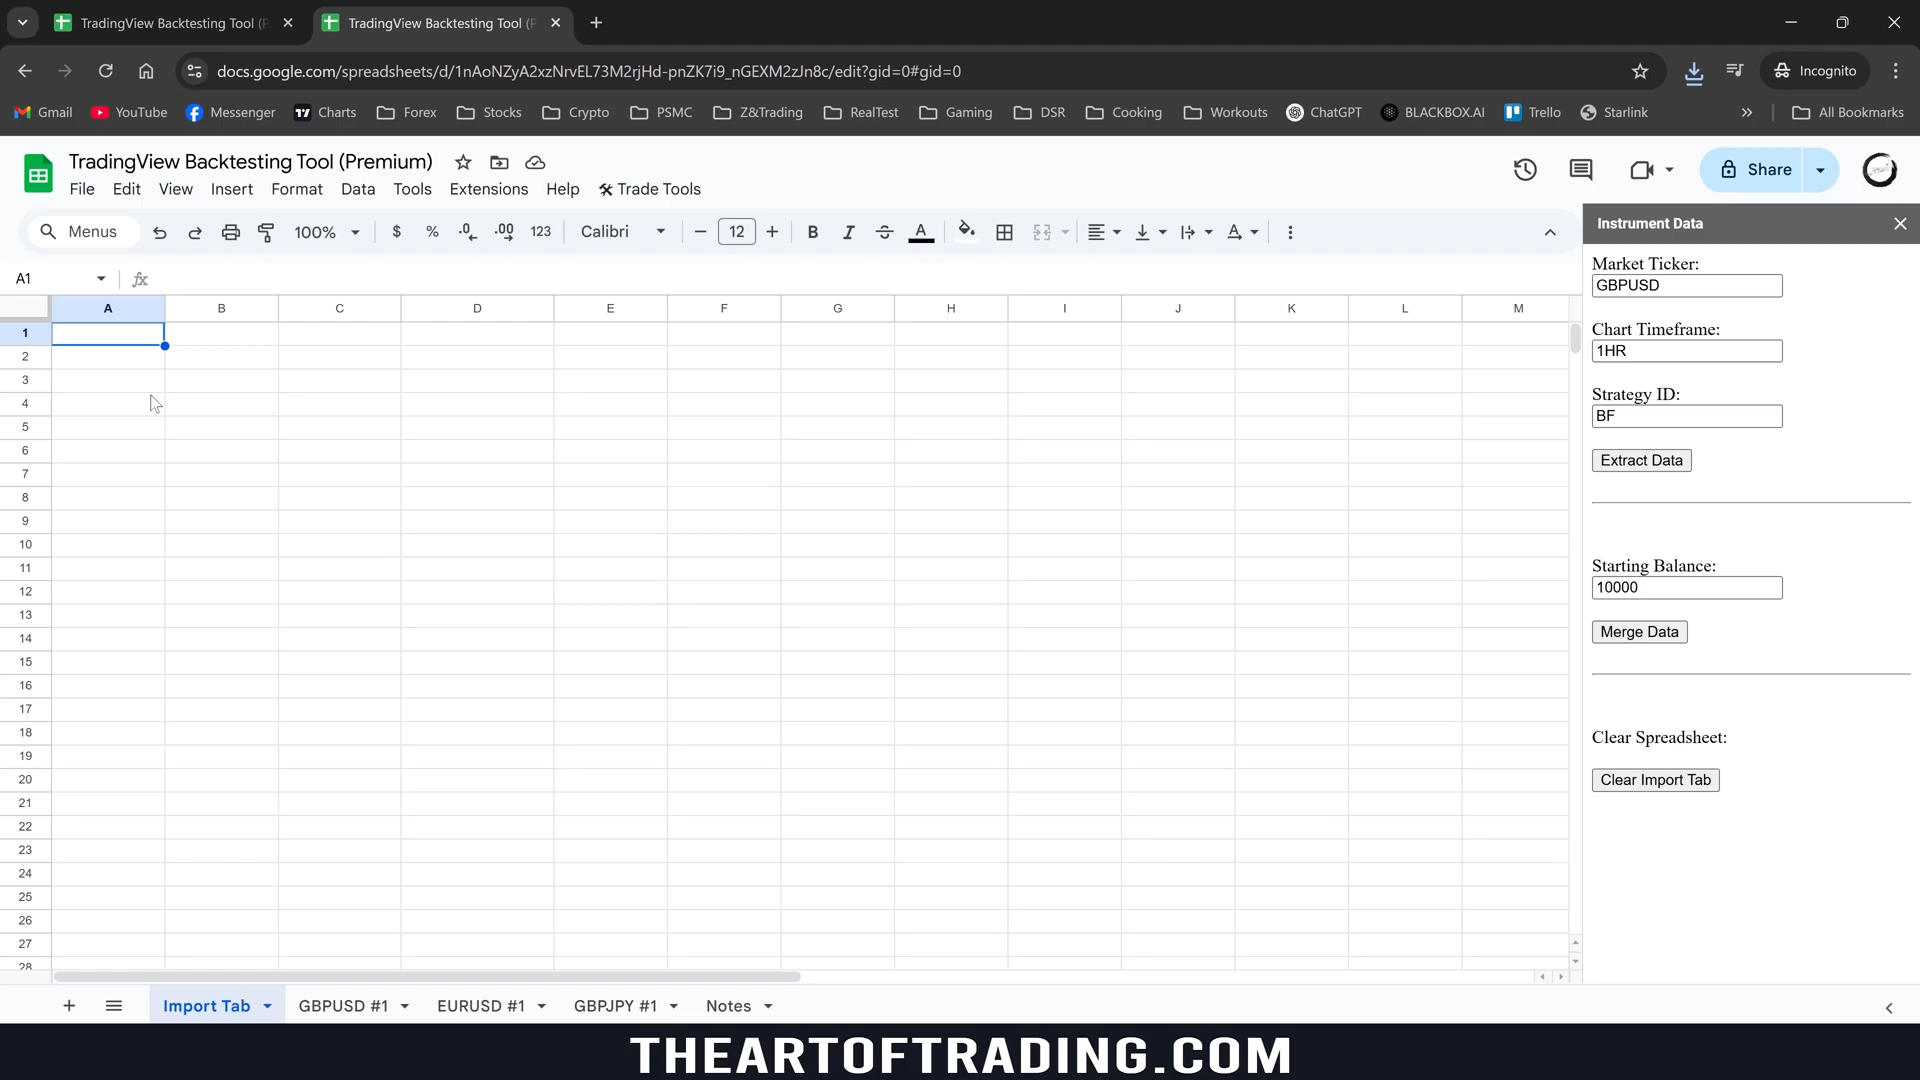 TradingView Backtesting Tool (P
TradingView Backtesting Tool (P
docs.google.com/spreadsheets/d/1nAoNZyA2xzNrvEL73M2rjHd-pnZK7i9_nGEXM2zJn8c/edit?gid=0#gid=0
Incognito
Gmail YouTube Messenger Charts Forex Stocks Crypto PSMC Z&Trading RealTest Gaming DSR Cooking Workouts ChatGPT BLACKBOX.AI Trello Starlink » All Bookmarks
TradingView Backtesting Tool (Premium)
File Edit View Insert Format Data Tools Extensions Help 🛠 Trade Tools
Share
Menus 100% $ % .0 .00 123 Calibri 12 B I S A
A1 fx
Instrument Data
Market Ticker:
GBPUSD
Chart Timeframe:
1HR
Strategy ID:
BF
Extract Data
Starting Balance:
10000
Merge Data
Clear Spreadsheet:
Clear Import Tab
A B C D E F G H I J K L M
1
2
3
4
5
6
7
8
9
10
11
12
13
14
15
16
17
18
19
20
21
22
23
24
25
26
27
28
Import Tab GBPUSD #1 EURUSD #1 GBPJPY #1 Notes
THEARTOFTRADING.COM